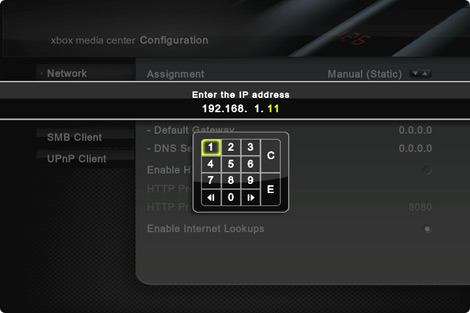 xbox media center Configuration
Network
Assignment Manual (Static)
Enter the IP address
192.168. 1. 11
- Default Gateway 0.0.0.0
SMB Client
- DNS Se 0.0.0.0
UPnP Client
1 2 3 C
4 5 6
7 8 9 E
0
Enable H
HTTP Pr
HTTP Pr 8080
Enable Internet Lookups